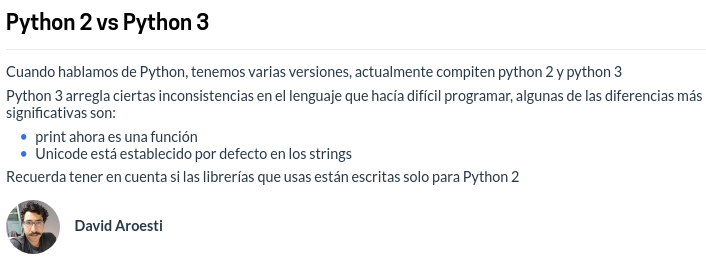 Python 2 vs Python 3
Cuando hablamos de Python, tenemos varias versiones, actualmente compiten python 2 y python 3
Python 3 arregla ciertas inconsistencias en el lenguaje que hacía difícil programar, algunas de las diferencias más
significativas son:
print ahora es una función
Unicode está establecido por defecto en los strings
Recuerda tener en cuenta si las librerías que usas están escritas solo para Python 2
David Aroesti